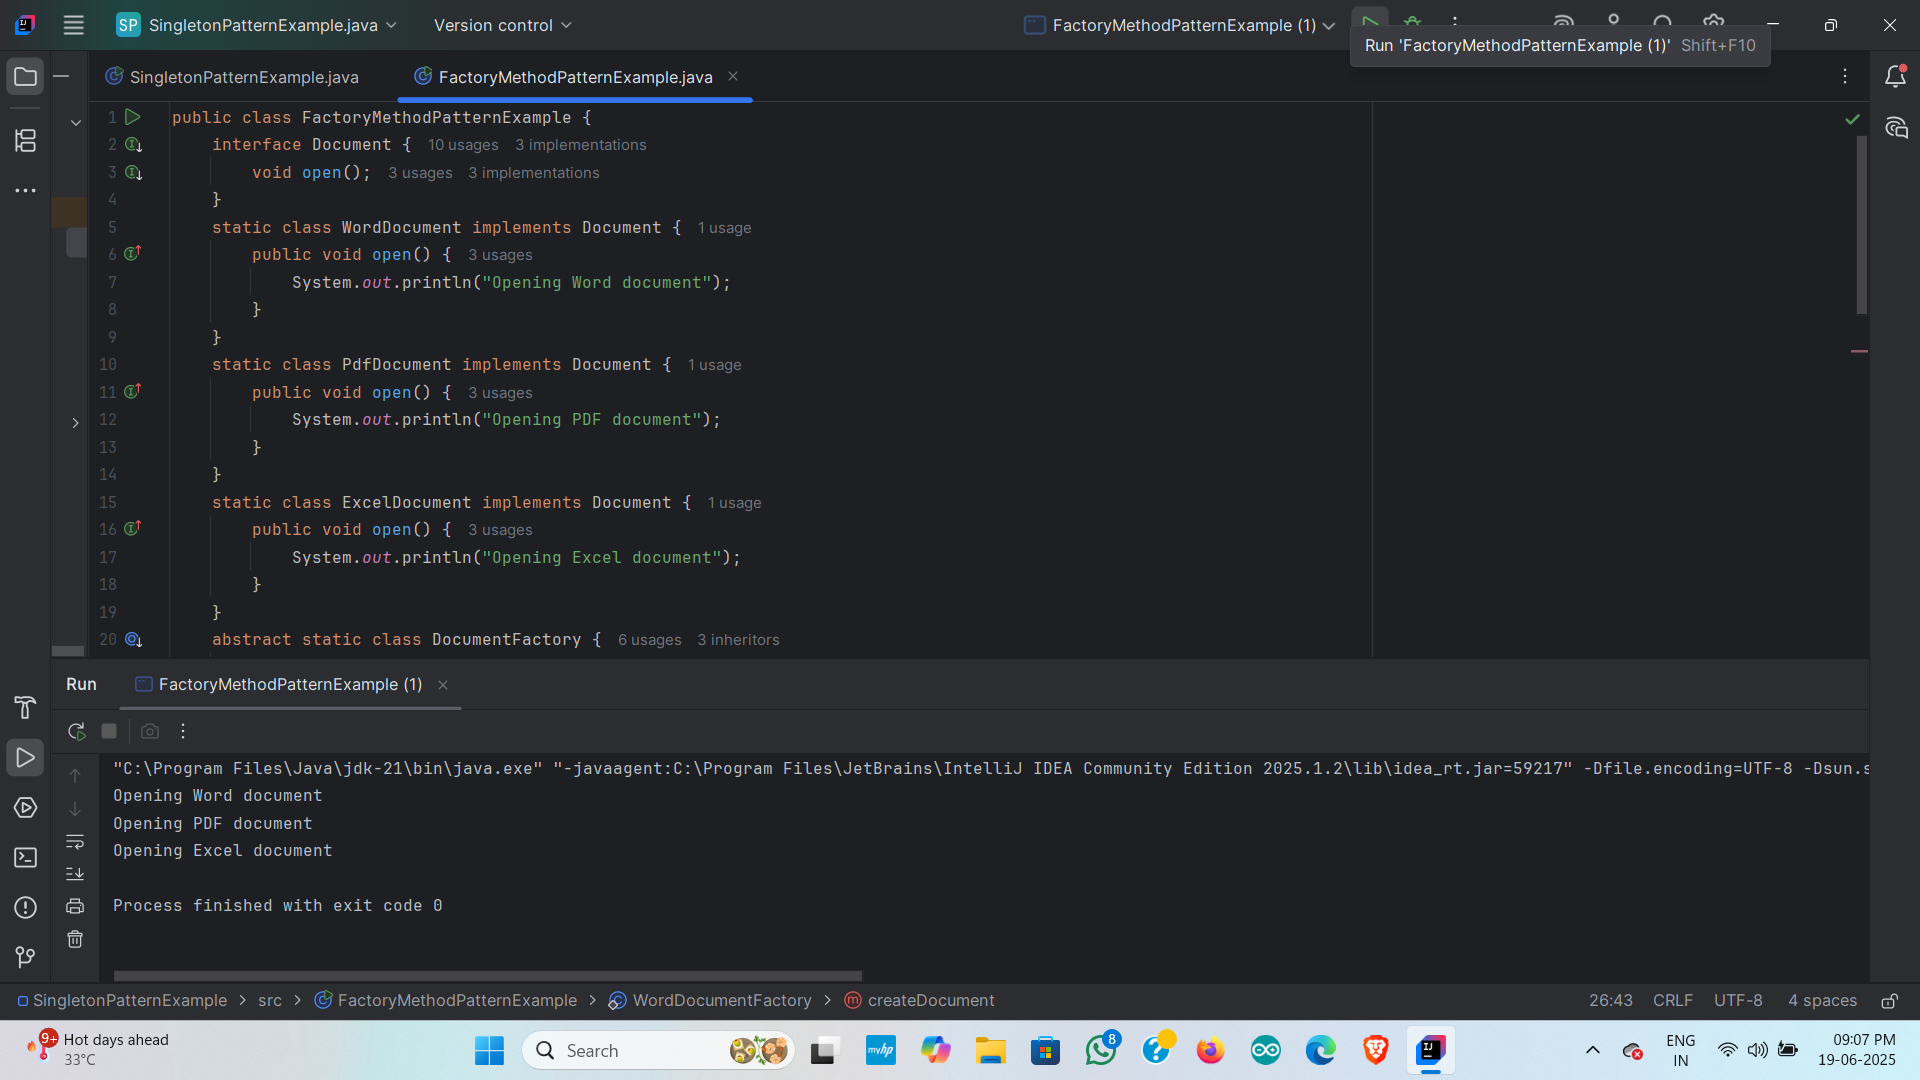 SP SingletonPatternExample.java Version control FactoryMethodPatternExample (1)
Run 'FactoryMethodPatternExample (1)' Shift+F10
SingletonPatternExample.java FactoryMethodPatternExample.java
1 public class FactoryMethodPatternExample {
2 interface Document { 10 usages 3 implementations
3 void open(); 3 usages 3 implementations
4 }
5 static class WordDocument implements Document { 1 usage
6 public void open() { 3 usages
7 System.out.println("Opening Word document");
8 }
9 }
10 static class PdfDocument implements Document { 1 usage
11 public void open() { 3 usages
12 System.out.println("Opening PDF document");
13 }
14 }
15 static class ExcelDocument implements Document { 1 usage
16 public void open() { 3 usages
17 System.out.println("Opening Excel document");
18 }
19 }
20 abstract static class DocumentFactory { 6 usages 3 inheritors
Run FactoryMethodPatternExample (1)
"C:\Program Files\Java\jdk-21\bin\java.exe" "-javaagent:C:\Program Files\JetBrains\IntelliJ IDEA Community Edition 2025.1.2\lib\idea_rt.jar=59217" -Dfile.encoding=UTF-8 -Dsun.s
Opening Word document
Opening PDF document
Opening Excel document
Process finished with exit code 0
SingletonPatternExample > src > FactoryMethodPatternExample > WordDocumentFactory > createDocument 26:43 CRLF UTF-8 4 spaces
9+ Hot days ahead
33°C
Search
myhp
8
ENG
IN
09:07 PM
19-06-2025